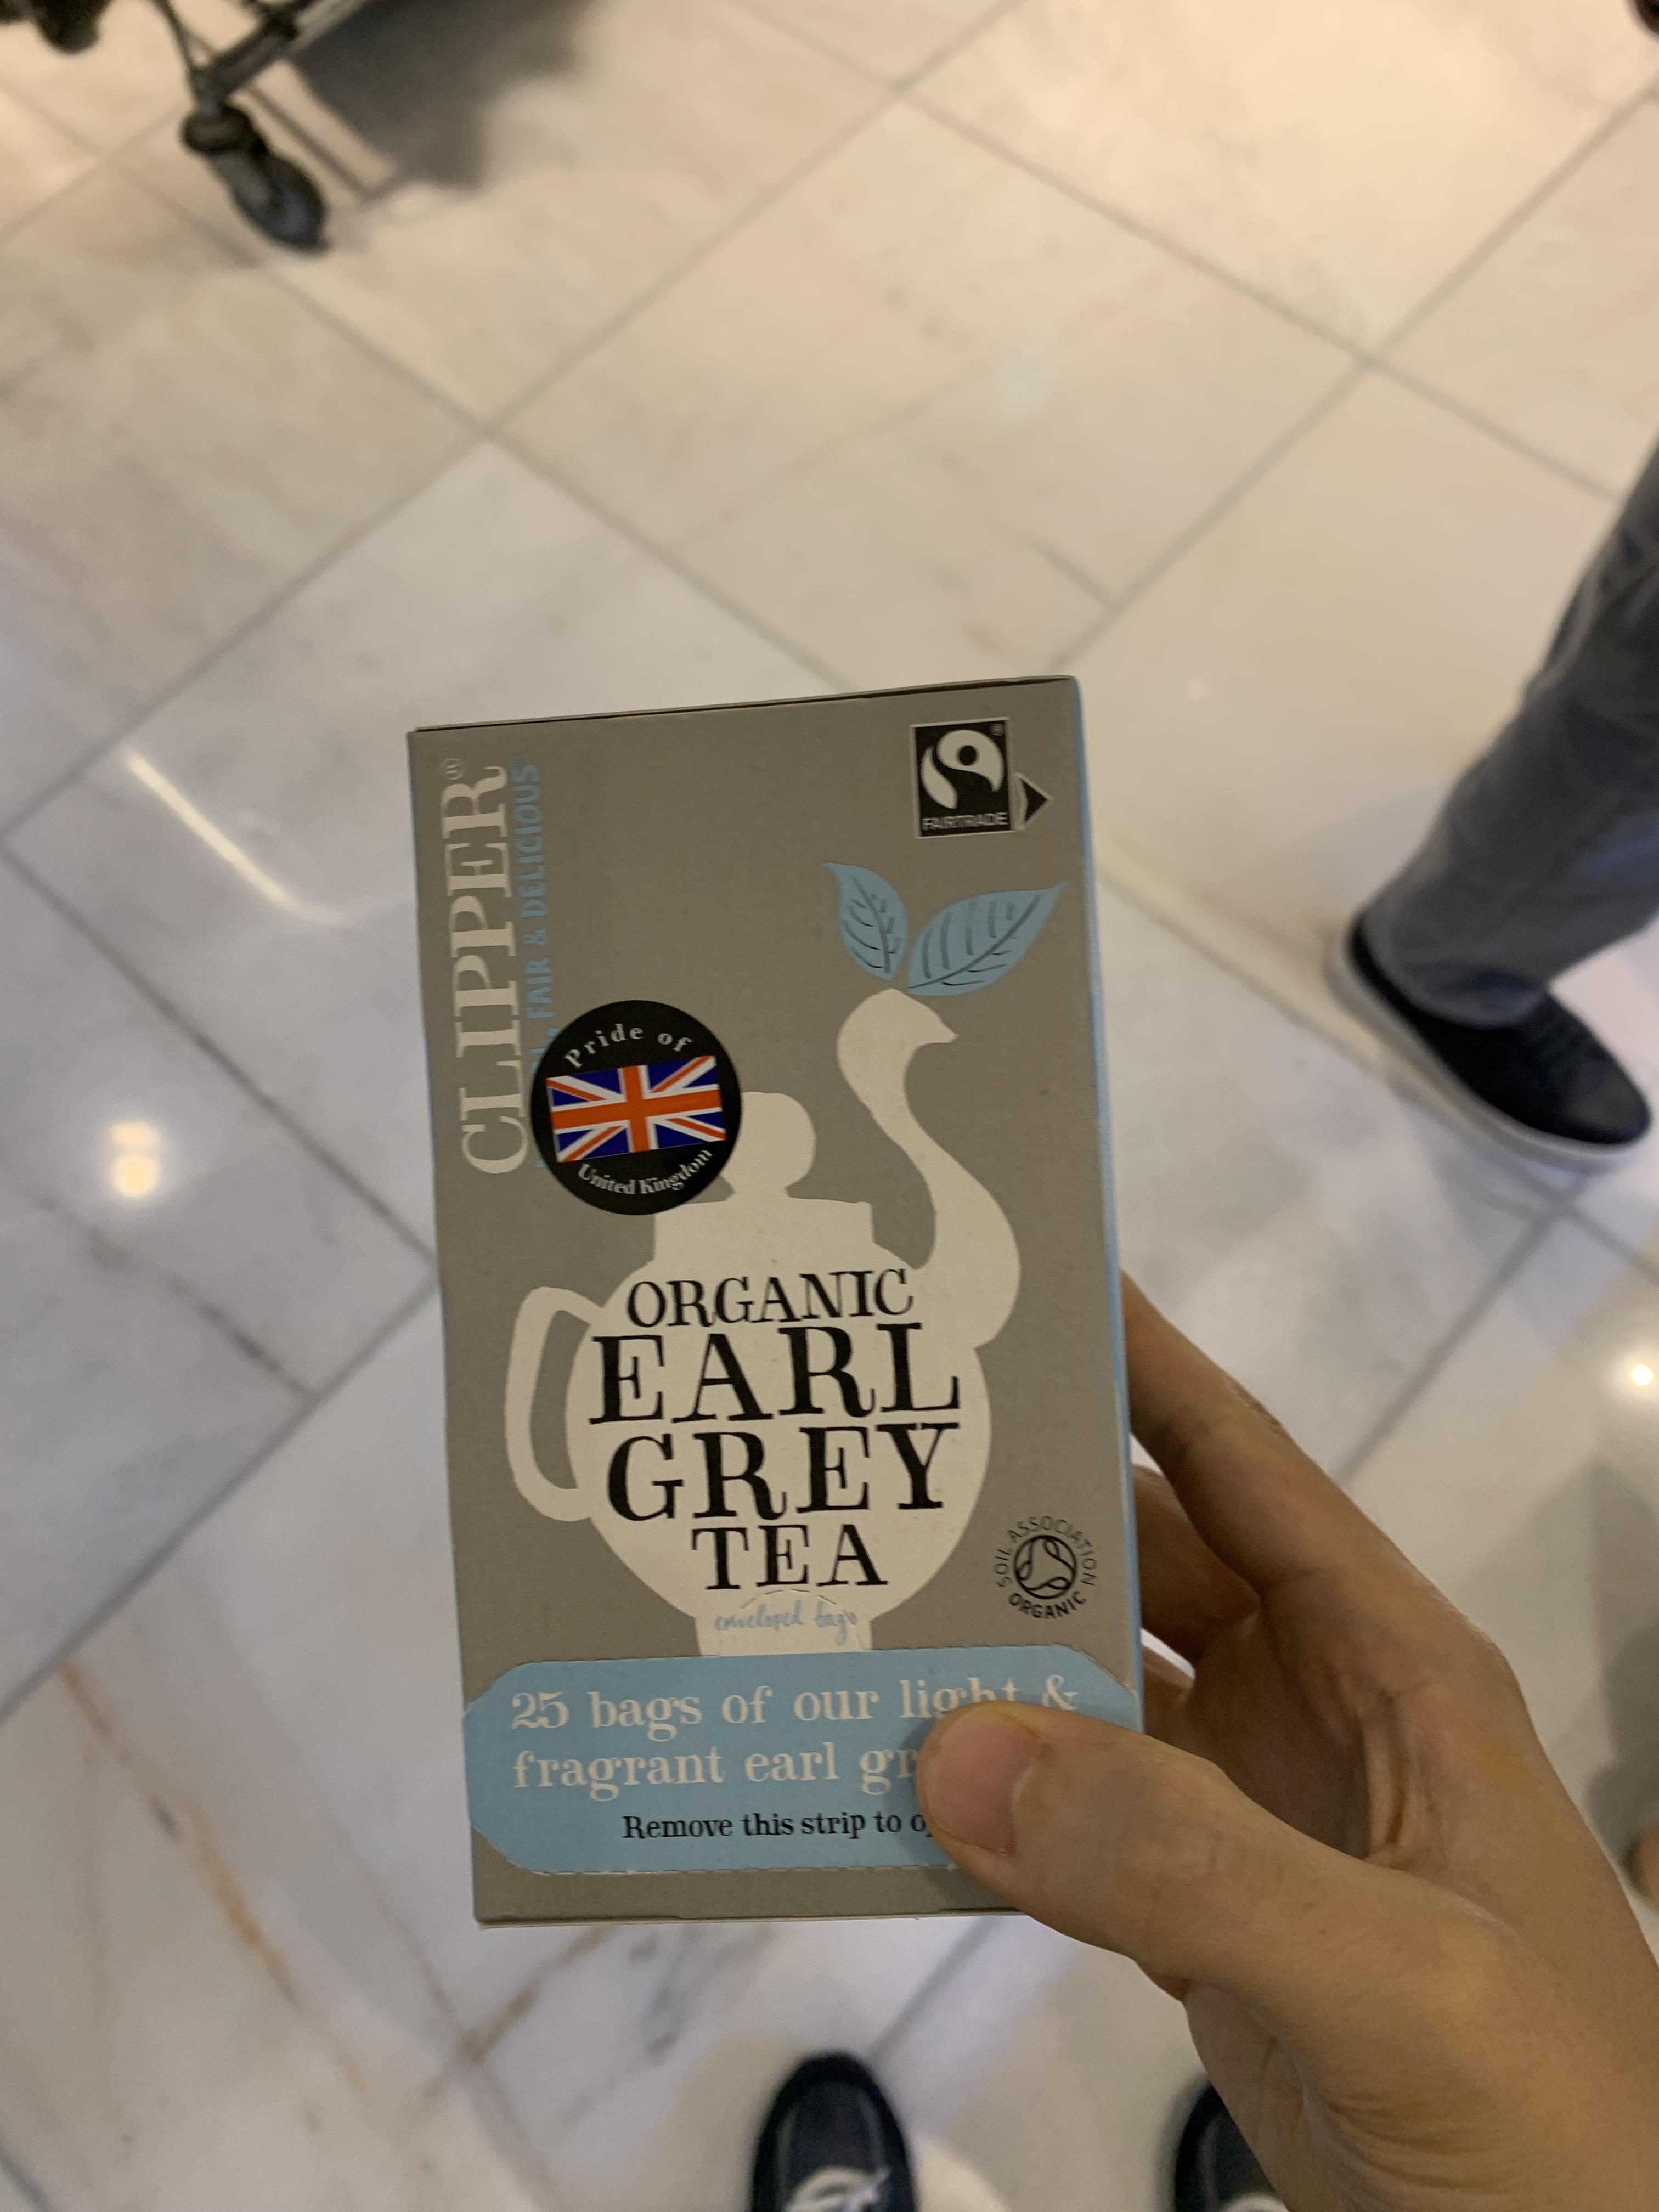 CLIPPER®
, FAIR & DELICIOUS
FAIRTRADE
Pride of
United Kingdom
ORGANIC
EARL
GREY
TEA
enveloped bags
SOIL ASSOCIATION
ORGANIC
25 bags of our light &
fragrant earl
Remove this strip to